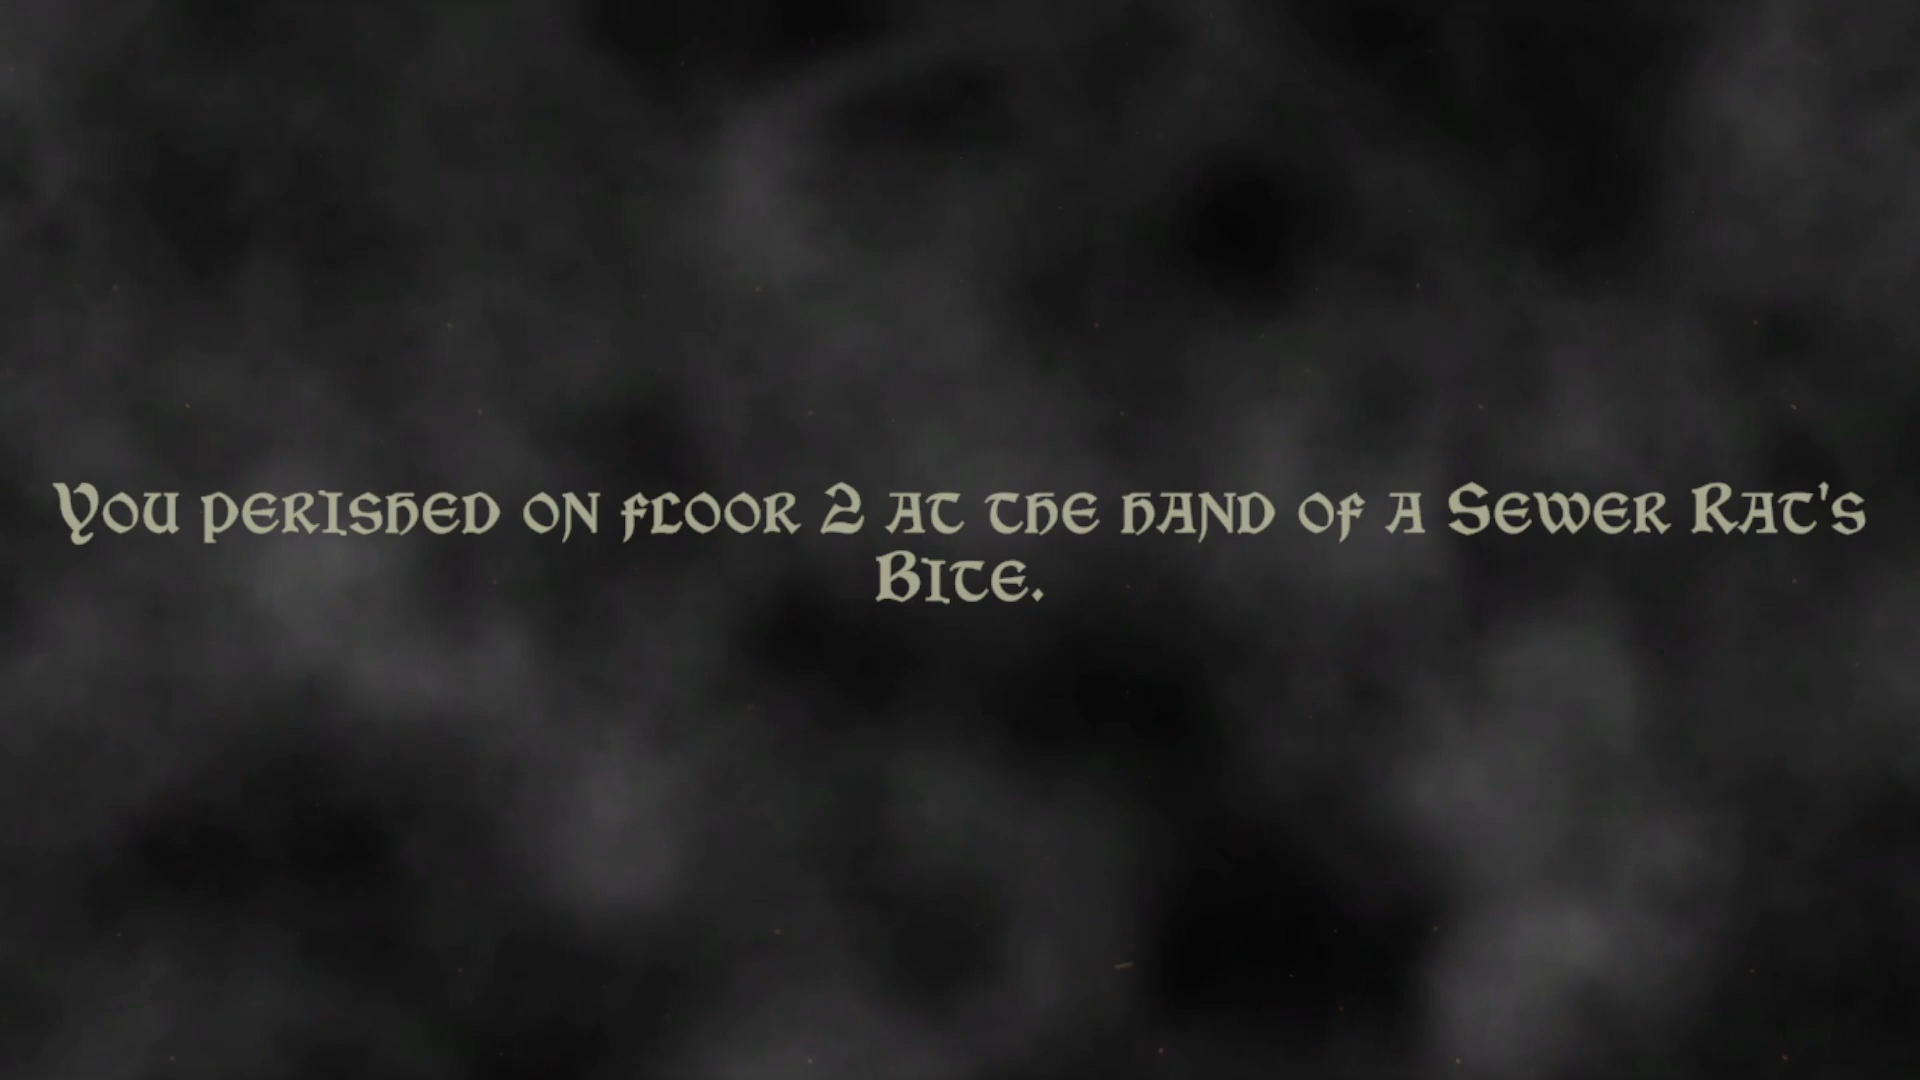 You perished on floor 2 at the hand of a Sewer Rat's
Bite.